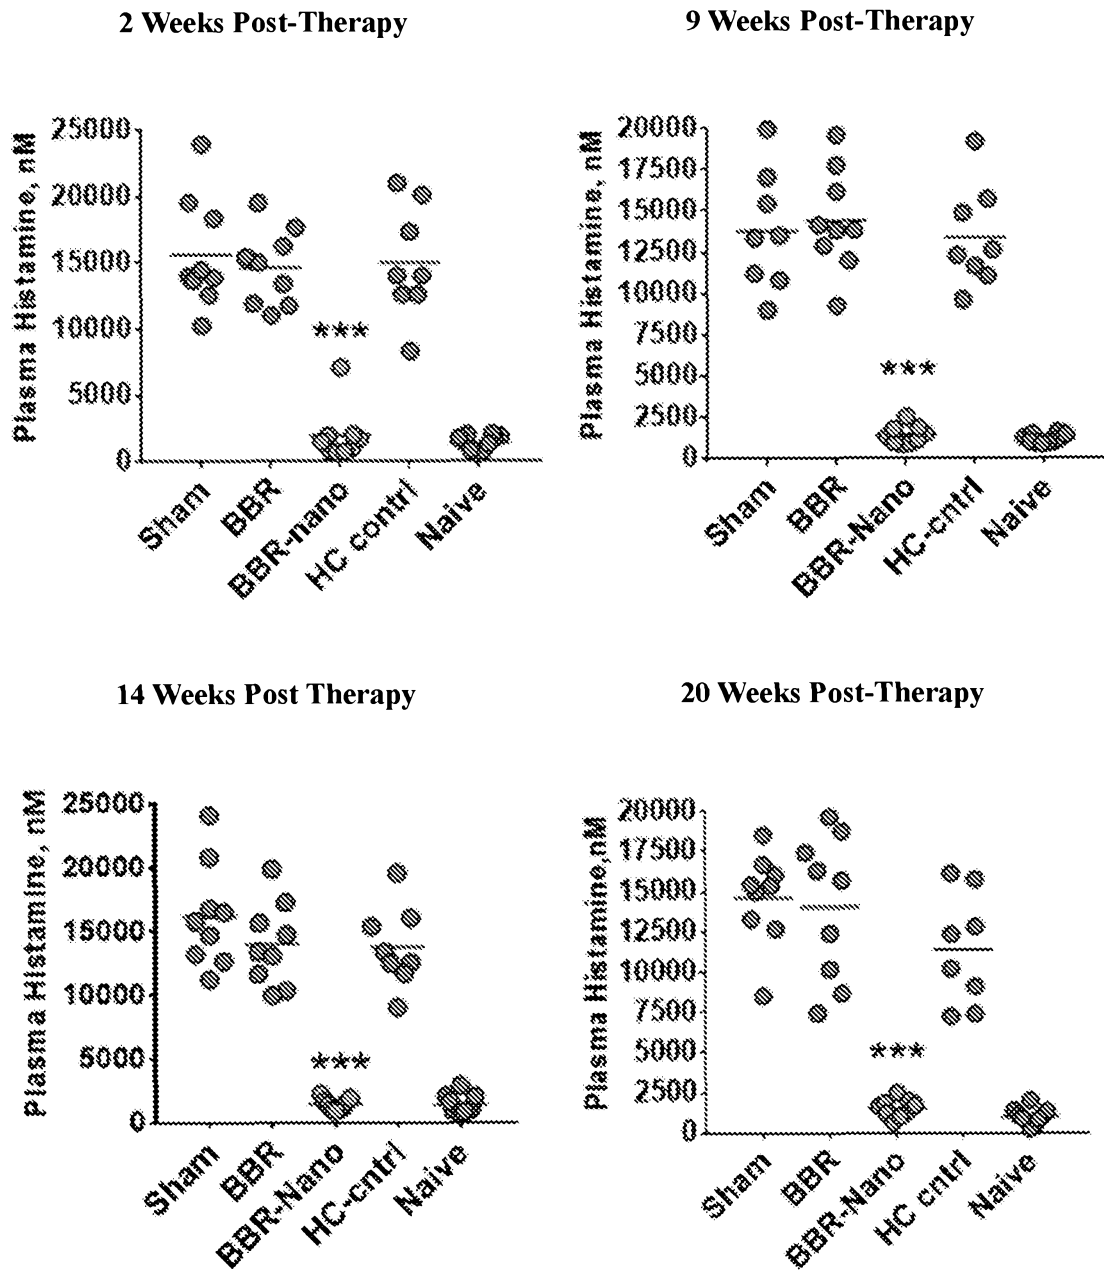 2 Weeks Post-Therapy
Plasma Histamine, nM
25000
20000
15000
10000
5000
0
***
Sham
BBR
BBR-nano
HC contrl
Naive
9 Weeks Post-Therapy
Plasma Histamine, nM
20000
17500
15000
12500
10000
7500
5000
2500
0
***
Sham
BBR
BBR-Nano
HC-cntrl
Naive
14 Weeks Post Therapy
Plasma Histamine, nM
25000
20000
15000
10000
5000
0
***
Sham
BBR
BBR-Nano
HC-cntrl
Naive
20 Weeks Post-Therapy
Plasma Histamine,nM
20000
17500
15000
12500
10000
7500
5000
2500
0
***
Sham
BBR
BBR-Nano
HC cntrl
Naive